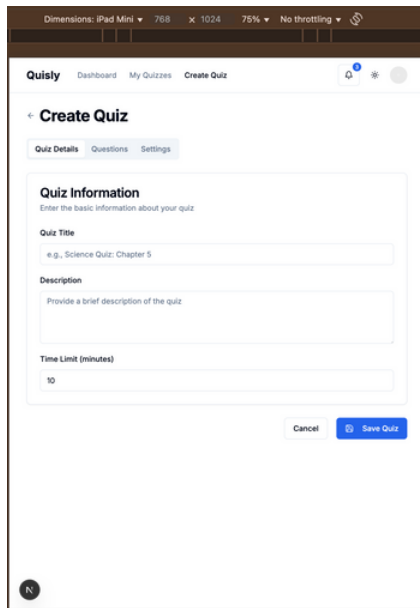 Dimensions: iPad Mini ▾ 768 × 1024 75% ▾ No throttling ▾
Quisly Dashboard My Quizzes Create Quiz 3
← Create Quiz
Quiz Details Questions Settings
Quiz Information
Enter the basic information about your quiz
Quiz Title
e.g., Science Quiz: Chapter 5
Description
Provide a brief description of the quiz
Time Limit (minutes)
10
Cancel Save Quiz
N